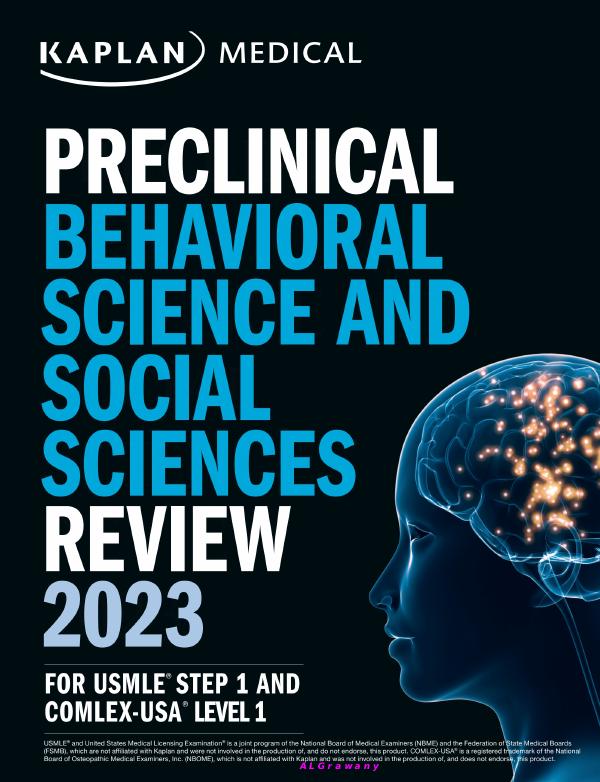 KAPLAN MEDICAL
PRECLINICAL
BEHAVIORAL
SCIENCE AND
SOCIAL
SCIENCES
REVIEW
2023
FOR USMLE® STEP 1 AND
COMLEX-USA® LEVEL 1
USMLE® and United States Medical Licensing Examination® is a joint program of the National Board of Medical Examiners (NBME) and the Federation of State Medical Boards
(FSMB), which are not affiliated with Kaplan and were not involved in the production of, and do not endorse, this product. COMLEX-USA® is a registered trademark of the National
Board of Osteopathic Medical Examiners, Inc. (NBOME), which is not affiliated with Kaplan and was not involved in the production of, and does not endorse, this product.
ALGrawany